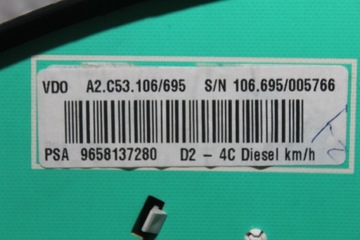 VDO A2.C53.106/695 S/N 106.695/005766
PSA 9658137280 D2 - 4C Diesel km/h